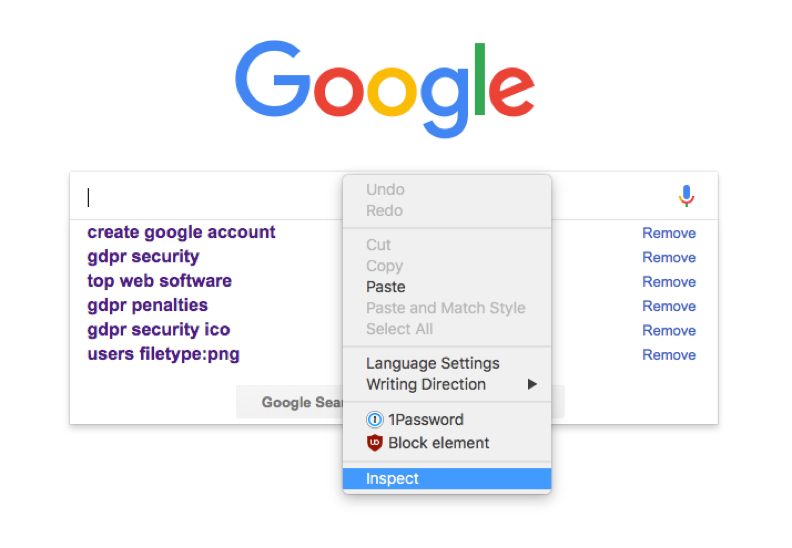 Google
create google account Remove
gdpr security Remove
top web software Remove
gdpr penalties Remove
gdpr security ico Remove
users filetype:png Remove
Google Sea
Undo
Redo
Cut
Copy
Paste
Paste and Match Style
Select All
Language Settings
Writing Direction
1Password
Block element
Inspect